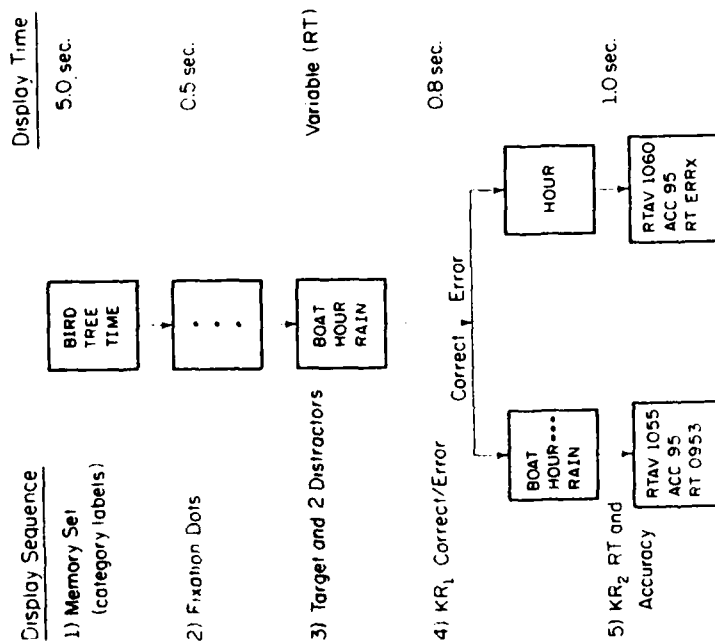 Display Sequence
Display Time
1) Memory Set
(category labels)
BIRD
TREE
TIME
5.0 sec.
2) Fixation Dots
• • •
0.5 sec.
3) Target and 2 Distractors
BOAT
HOUR
RAIN
Variable (RT)
4) KR₁ Correct/Error
Correct
Error
0.8 sec.
BOAT
HOUR•••
RAIN
HOUR
5) KR₂ RT and
Accuracy
RTAV 1055
ACC 95
RT 0953
RTAV 1060
ACC 95
RT ERRX
1.0 sec.